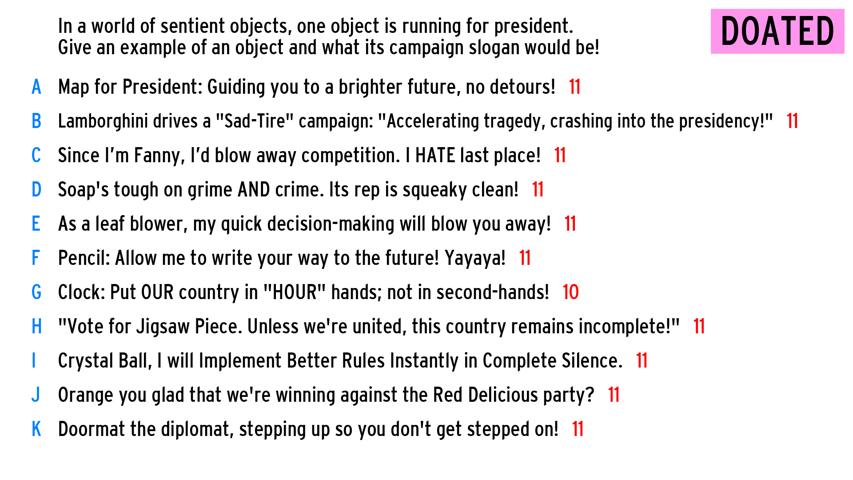 In a world of sentient objects, one object is running for president.
Give an example of an object and what its campaign slogan would be!
DOATED
A Map for President: Guiding you to a brighter future, no detours! 11
B Lamborghini drives a "Sad-Tire" campaign: "Accelerating tragedy, crashing into the presidency!" 11
C Since I'm Fanny, I'd blow away competition. I HATE last place! 11
D Soap's tough on grime AND crime. Its rep is squeaky clean! 11
E As a leaf blower, my quick decision-making will blow you away! 11
F Pencil: Allow me to write your way to the future! Yayaya! 11
G Clock: Put OUR country in "HOUR" hands; not in second-hands! 10
H "Vote for Jigsaw Piece. Unless we're united, this country remains incomplete!" 11
I Crystal Ball, I will Implement Better Rules Instantly in Complete Silence. 11
J Orange you glad that we're winning against the Red Delicious party? 11
K Doormat the diplomat, stepping up so you don't get stepped on! 11